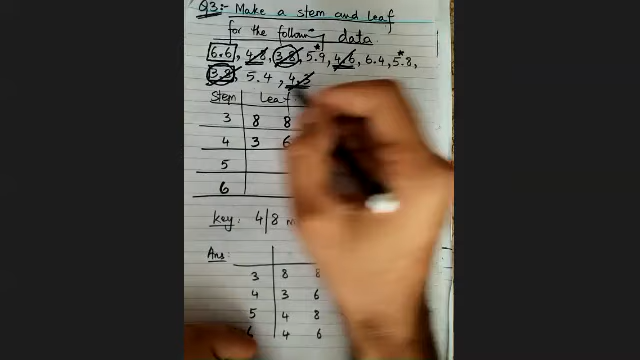 Q3:- Make a stem and leaf
for the following data.
6.6, 4.8, 3.8, 5.9*, 4.6, 6.4, 5.8*,
3.8, 5.4, 4.3
Stem Leaf
3 8 8
4 3 6
5
6
Key: 4|8
Ans:
3 8 8
4 3 6
5 4 8
6 4 6